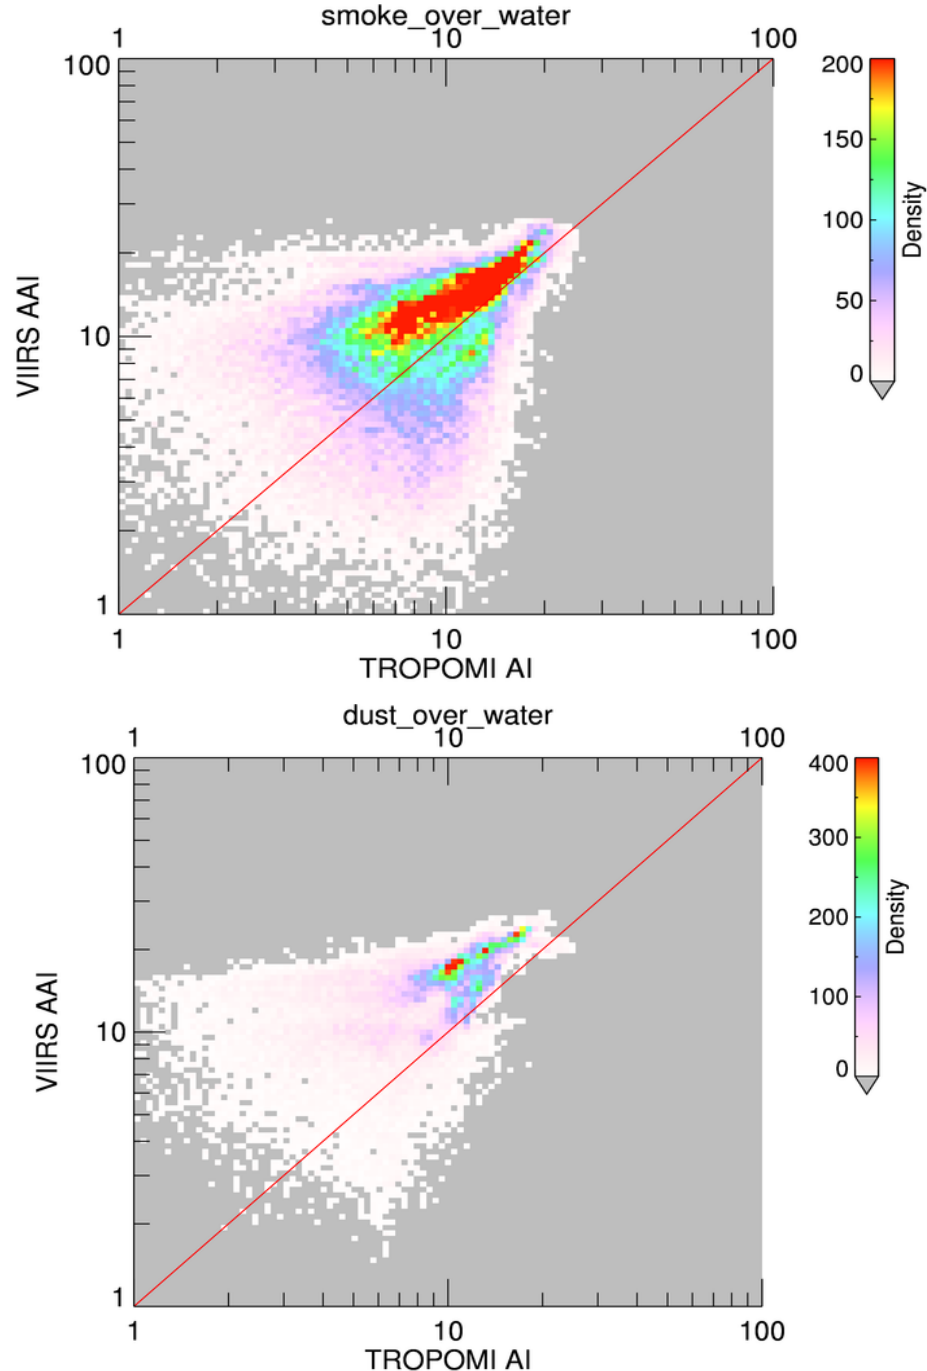 smoke_over_water
1 10 100
100
10
1
VIIRS AAI
1 10 100
TROPOMI AI
200
150
100
50
0
Density
dust_over_water
1 10 100
100
10
1
VIIRS AAI
1 10 100
TROPOMI AI
400
300
200
100
0
Density